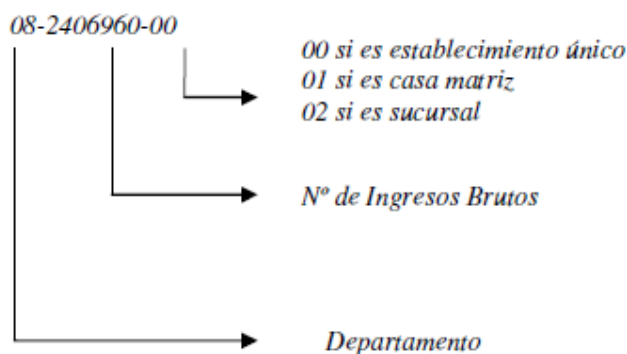 08-2406960-00
00 si es establecimiento único
01 si es casa matriz
02 si es sucursal
Nº de Ingresos Brutos
Departamento